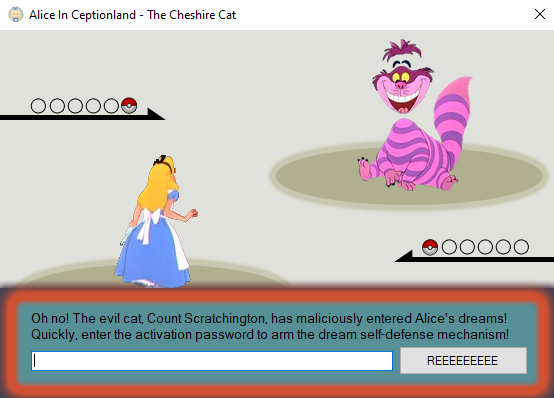 Alice In Ceptionland - The Cheshire Cat
Oh no! The evil cat, Count Scratchington, has maliciously entered Alice's dreams!
Quickly, enter the activation password to arm the dream self-defense mechanism!
REEEEEEEEEE